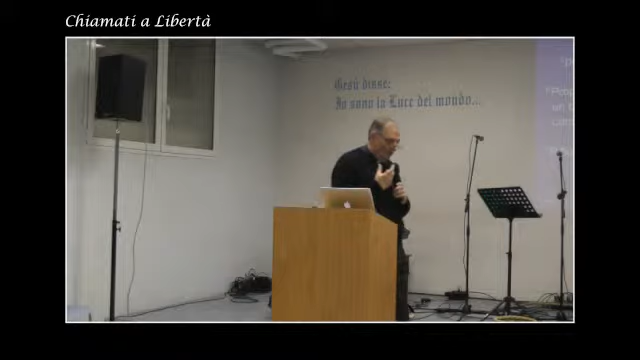 Chiamati a Libertà
Gesù disse:
Io sono la Luce del mondo...